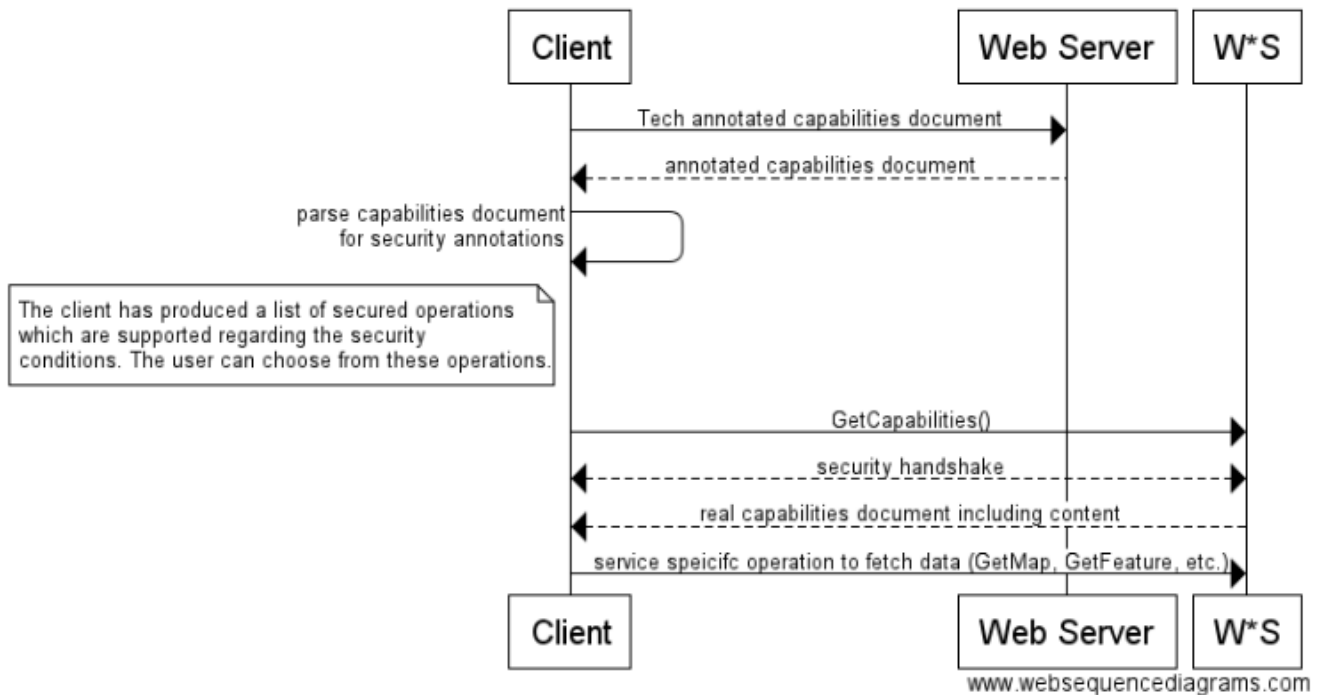 Client
Web Server
W*S
Tech annotated capabilities document
annotated capabilities document
parse capabilities document
for security annotations
The client has produced a list of secured operations
which are supported regarding the security
conditions. The user can choose from these operations.
GetCapabilities()
security handshake
real capabilities document including content
service speicifc operation to fetch data (GetMap, GetFeature, etc.)
Client
Web Server
W*S
www.websequencediagrams.com